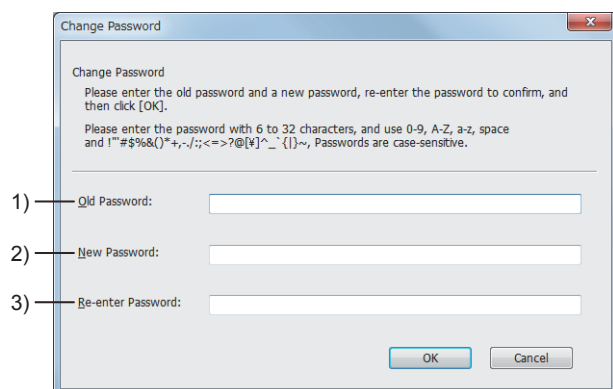 Change Password
Change Password
Please enter the old password and a new password, re-enter the password to confirm, and
then click [OK].
Please enter the password with 6 to 32 characters, and use 0-9, A-Z, a-z, space
and !"'#$%&()*+,-./:;<=>?@[¥]^_`{|}~, Passwords are case-sensitive.
1) Old Password:
2) New Password:
3) Re-enter Password:
OK Cancel